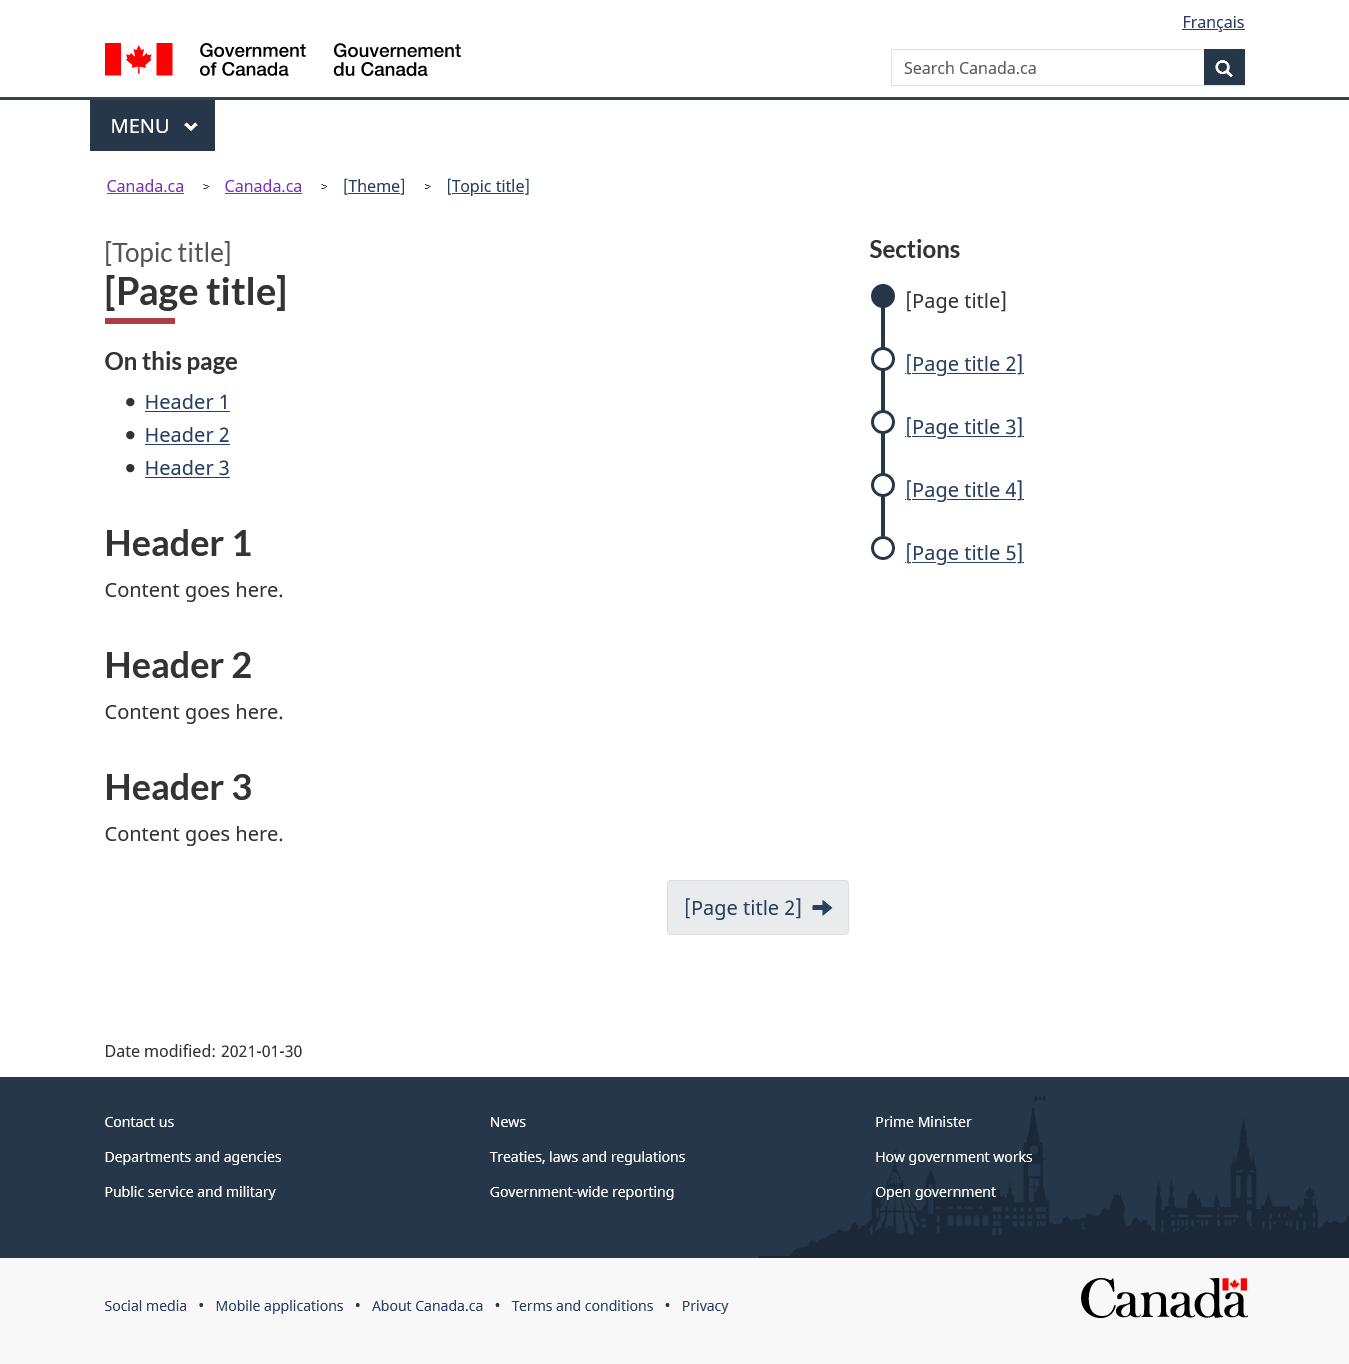 Français
Government
of Canada
Gouvernement
du Canada
Search Canada.ca
MENU
Canada.ca > Canada.ca > [Theme] > [Topic title]
[Topic title]
[Page title]
On this page
Header 1
Header 2
Header 3
Header 1
Content goes here.
Header 2
Content goes here.
Header 3
Content goes here.
[Page title 2]
Sections
[Page title]
[Page title 2]
[Page title 3]
[Page title 4]
[Page title 5]
Date modified: 2021-01-30
Contact us
Departments and agencies
Public service and military
News
Treaties, laws and regulations
Government-wide reporting
Prime Minister
How government works
Open government
Social media • Mobile applications • About Canada.ca • Terms and conditions • Privacy
Canada